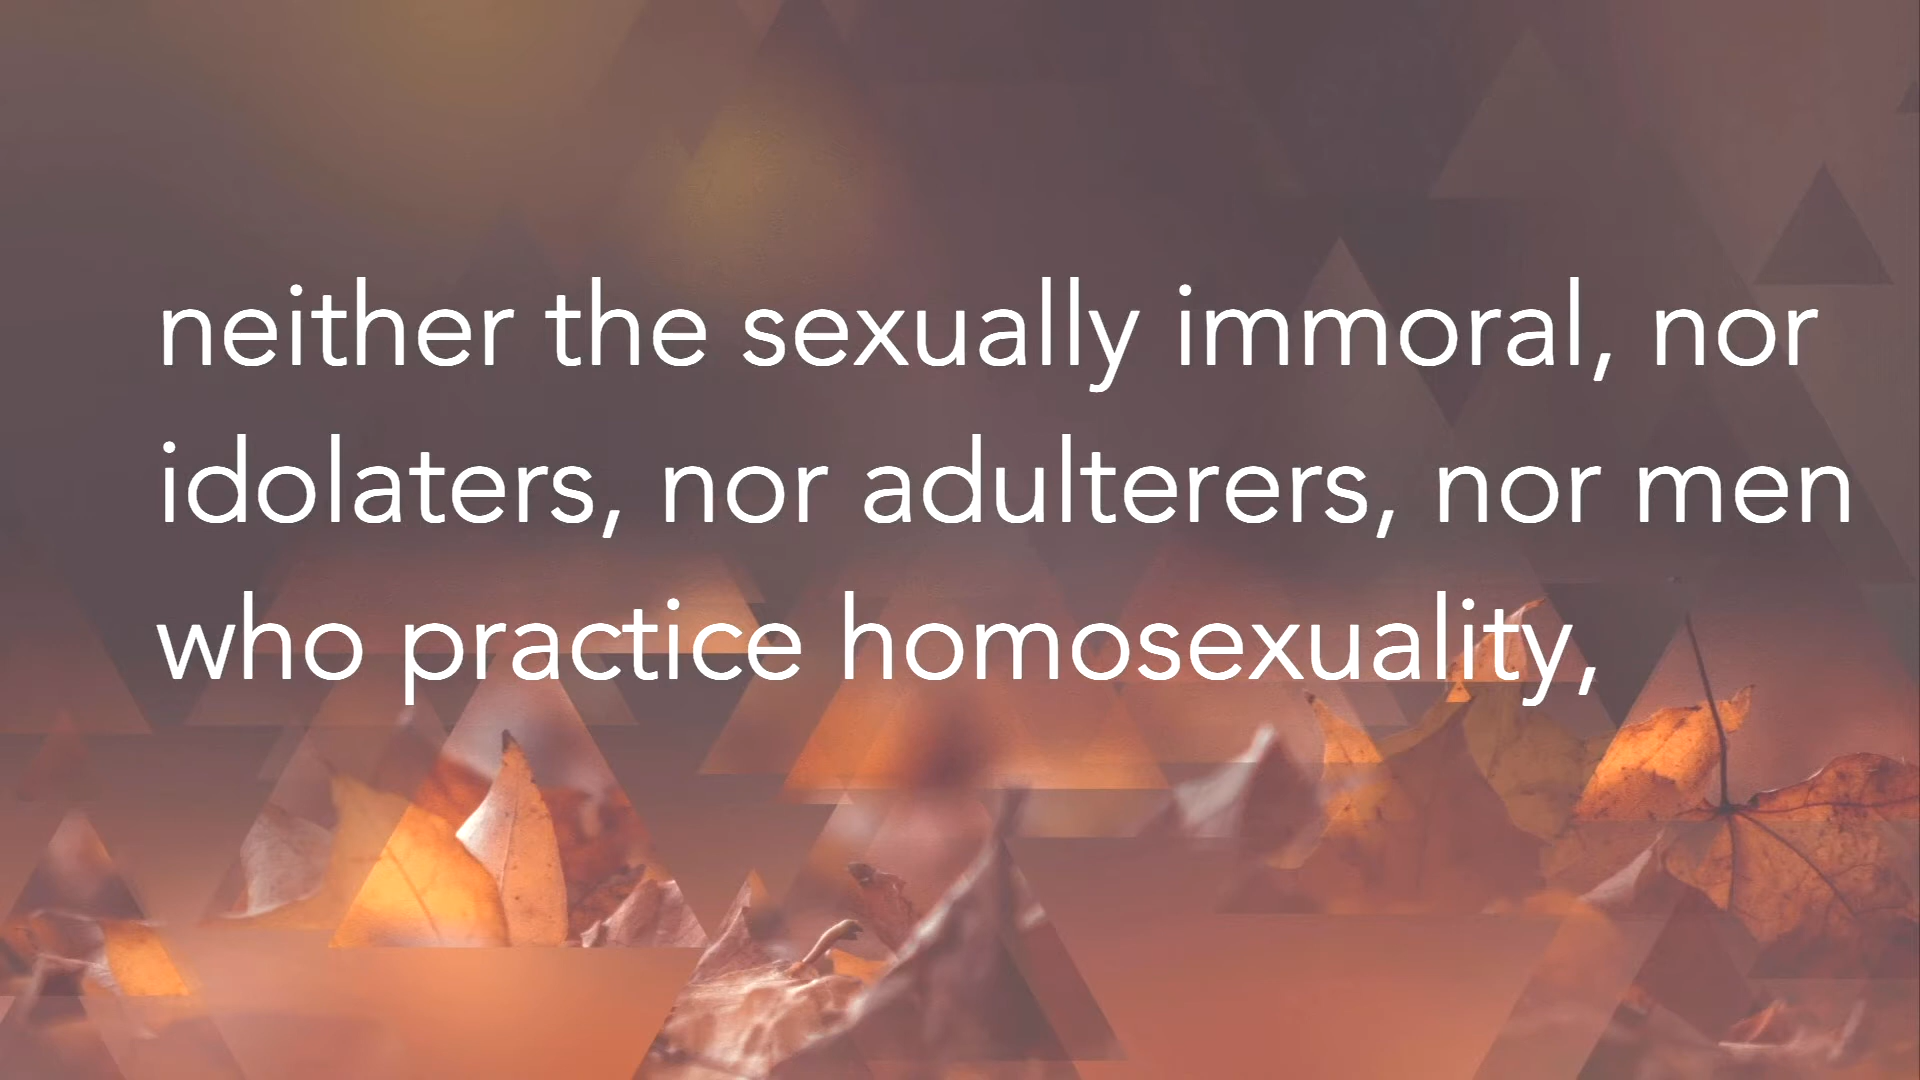 neither the sexually immoral, nor
idolaters, nor adulterers, nor men
who practice homosexuality,